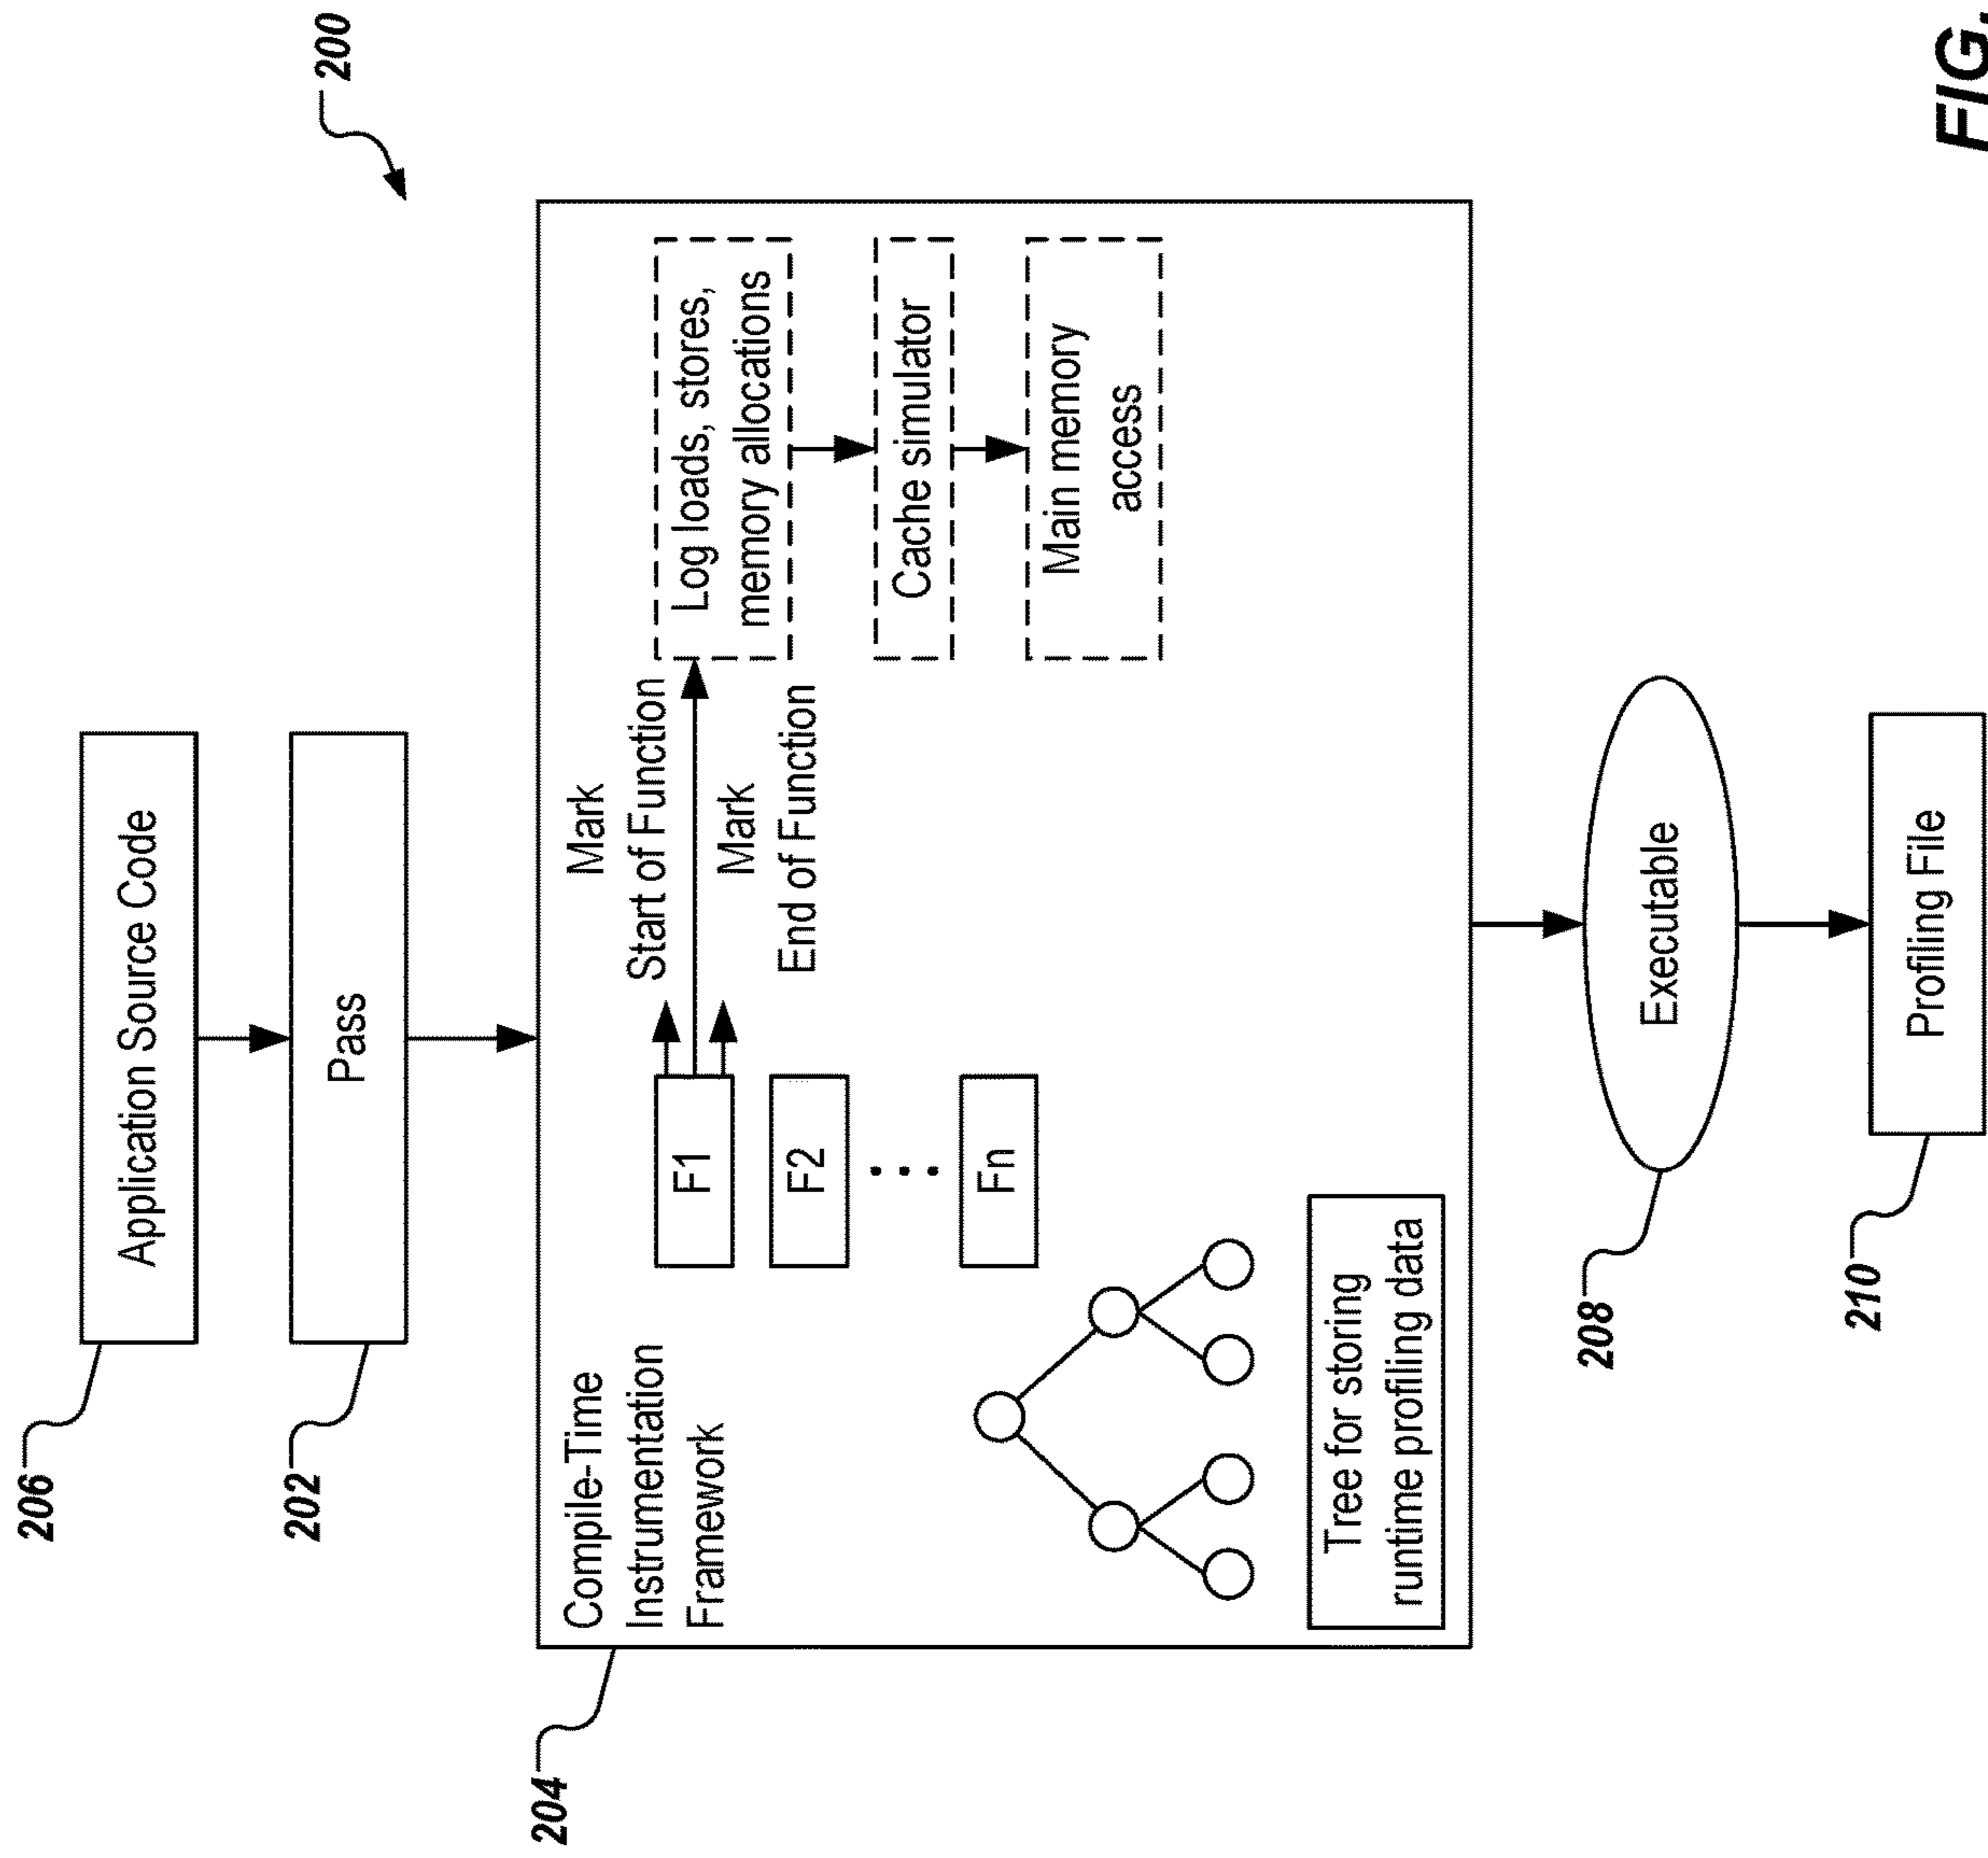 200
206
Application Source Code
202
Pass
204
Compile-Time
Instrumentation
Framework
F1
F2
Fn
Mark
Start of Function
Mark
End of Function
Log loads, stores,
memory allocations
Cache simulator
Main memory
access
Tree for storing
runtime profiling data
208
Executable
210
Profiling File
FIG.